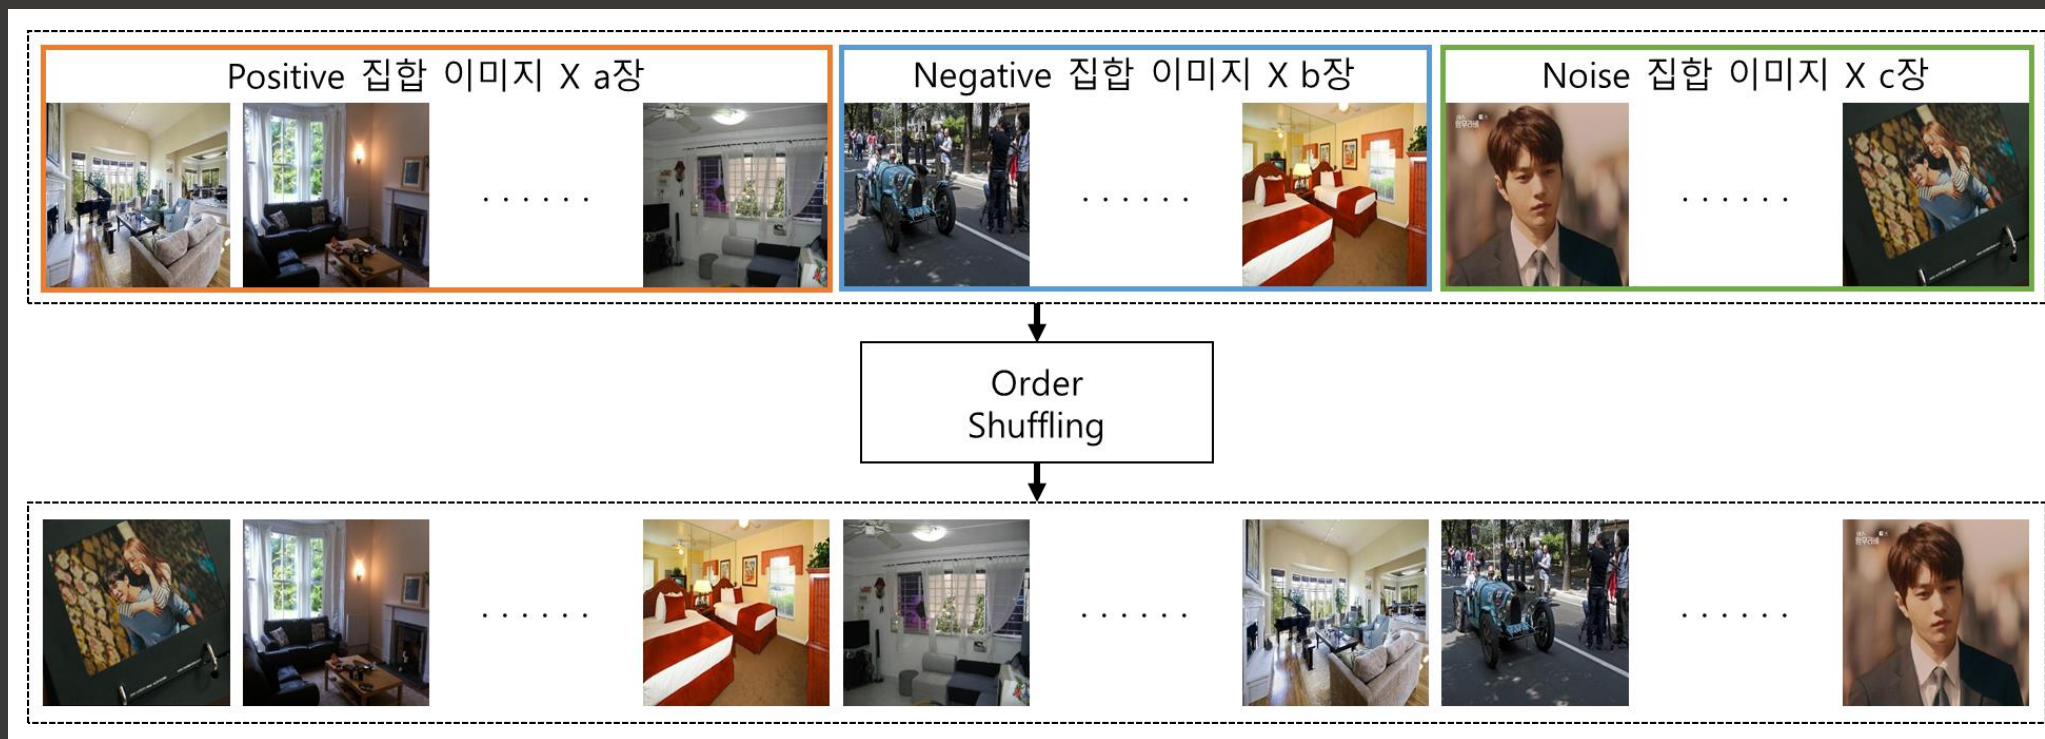 Positive 집합 이미지 X a장
Negative 집합 이미지 X b장
Noise 집합 이미지 X c장
......
......
......
Order
Shuffling
......
......
......